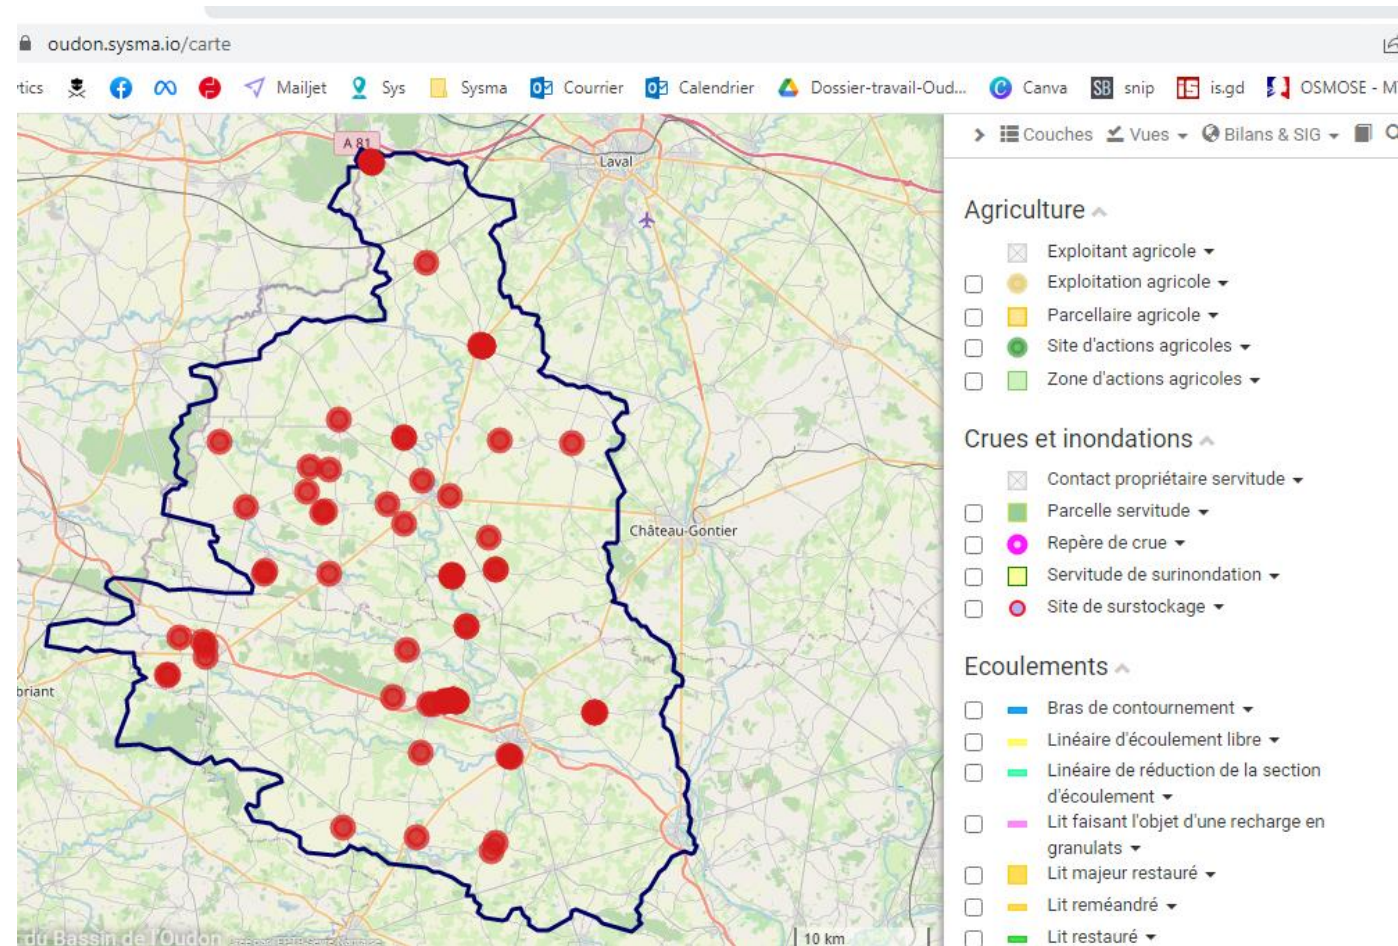 oudon.sysma.io/carte
tics Mailjet Sys Sysma Courrier Calendrier Dossier-travail-Oud... Canva SB snip is.gd OSMOSE - M
Couches Vues Bilans & SIG
A 81
Laval
Château-Gontier
briant
du Bassin de l'Oudon
10 km
Agriculture
Exploitant agricole
Exploitation agricole
Parcellaire agricole
Site d'actions agricoles
Zone d'actions agricoles
Crues et inondations
Contact propriétaire servitude
Parcelle servitude
Repère de crue
Servitude de surinondation
Site de surstockage
Ecoulements
Bras de contournement
Linéaire d'écoulement libre
Linéaire de réduction de la section
d'écoulement
Lit faisant l'objet d'une recharge en
granulats
Lit majeur restauré
Lit reméandré
Lit restauré